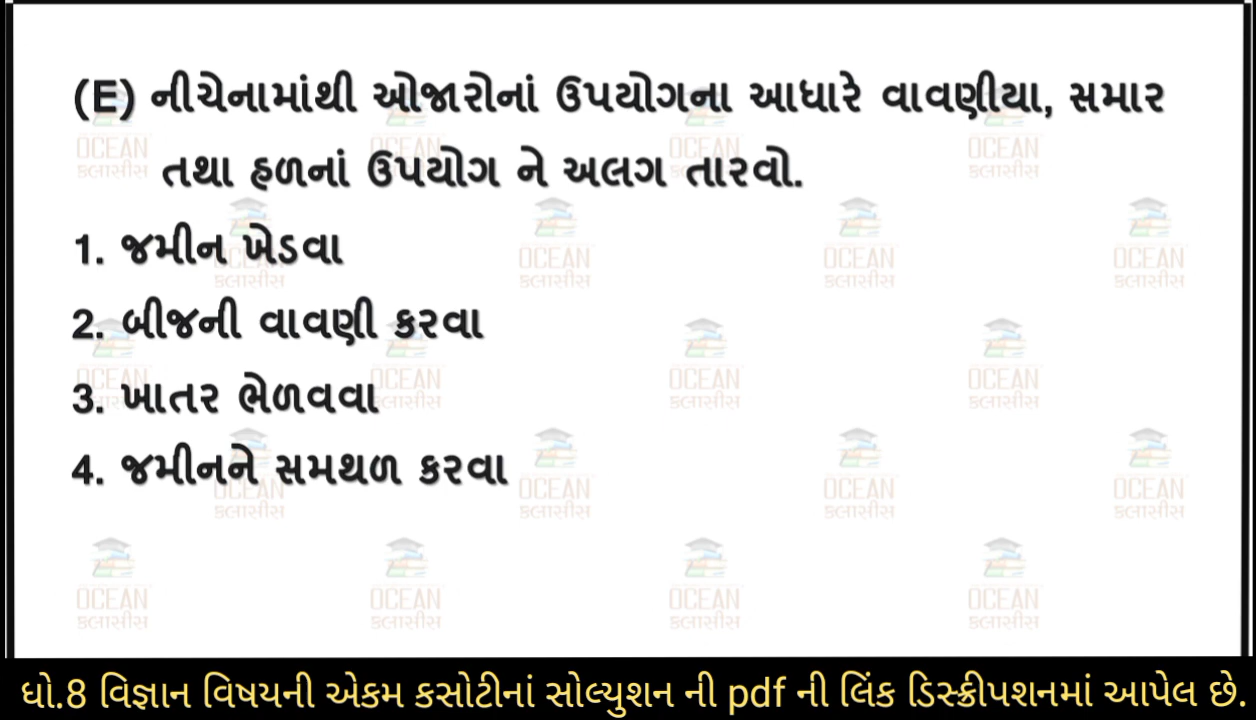 (E) નીચેનામાંથી ઓજારોનાં ઉપયોગના આધારે વાવણીયા, સમાર
તથા હળનાં ઉપયોગ ને અલગ તારવો.
1. જમીન ખેડવા
2. બીજની વાવણી કરવા
3. ખાતર ભેળવવા
4. જમીનને સમથળ કરવા
OCEAN
ક્લાસીસ
ધો.8 વિજ્ઞાન વિષયની એકમ કસોટીનાં સોલ્યુશન ની pdf ની લિંક ડિસ્ક્રીપશનમાં આપેલ છે.